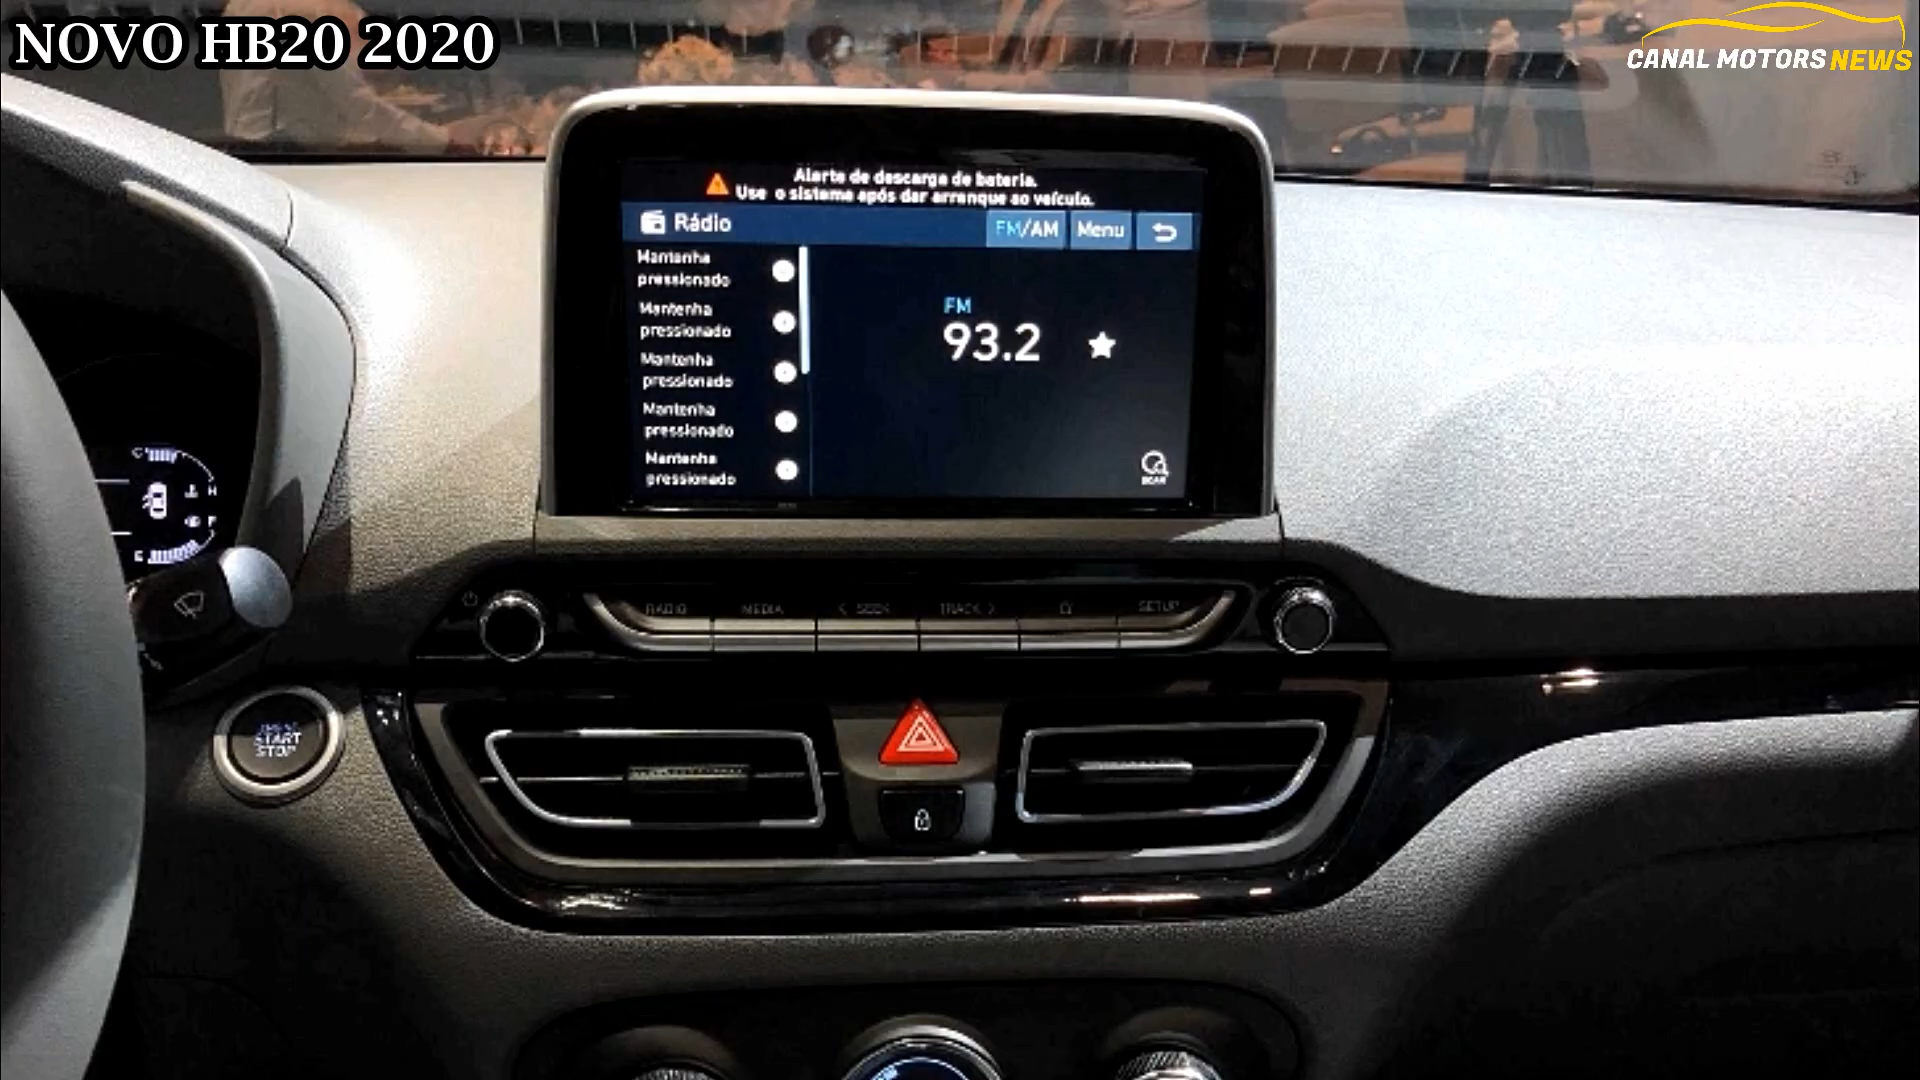 NOVO HB20 2020
CANAL MOTORS NEWS
Alerta de descarga de bateria.
Use o sistema após dar arranque ao veículo.
Rádio
FM/AM
Menu
Mantenha
pressionado
Mantenha
pressionado
Mantenha
pressionado
Mantenha
pressionado
Mantenha
pressionado
FM
93.2
SCAN
C
H
F
E
RADIO
MEDIA
< SEEK
TRACK >
SETUP
START
STOP